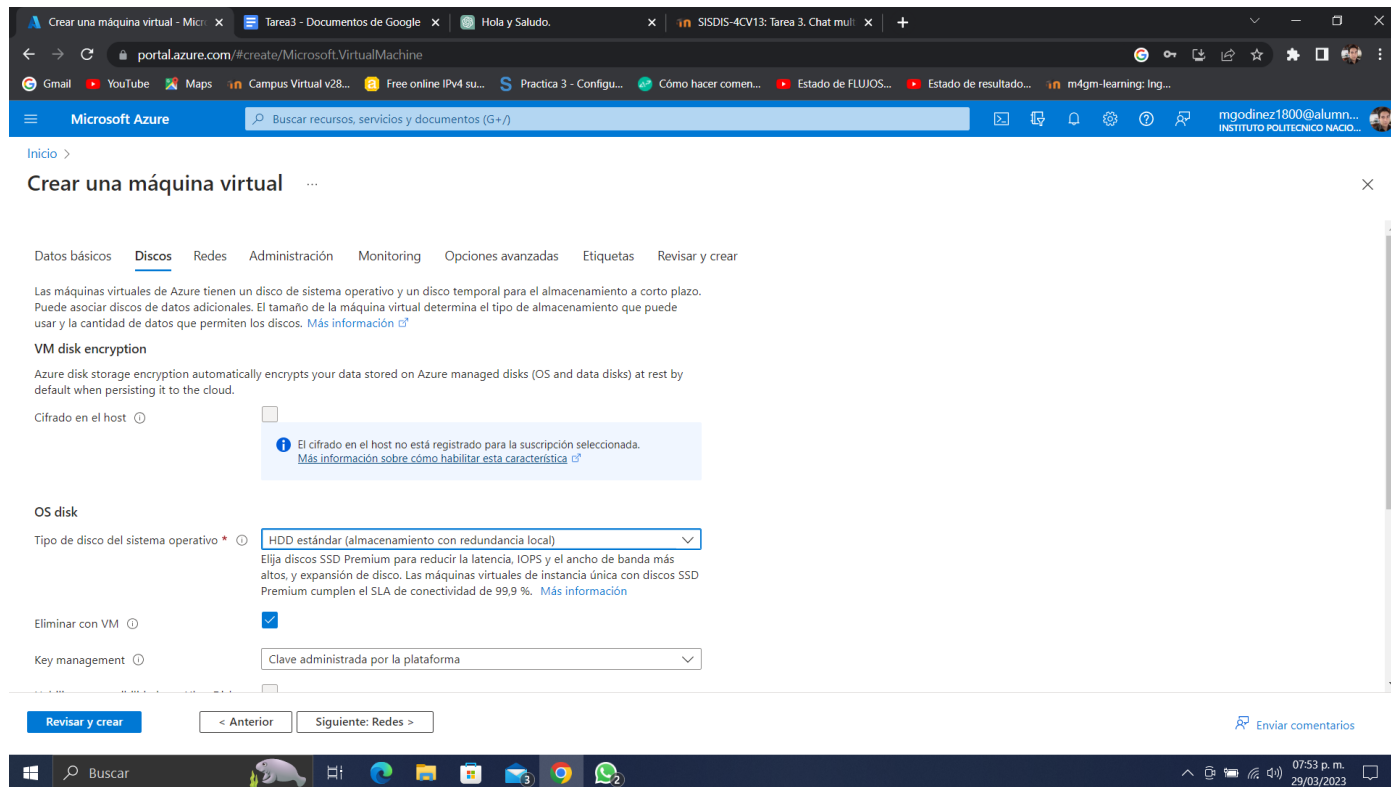 Crear una máquina virtual - Micr
Tarea3 - Documentos de Google
Hola y Saludo.
SISDIS-4CV13: Tarea 3. Chat mult
portal.azure.com/#create/Microsoft.VirtualMachine
Gmail
YouTube
Maps
Campus Virtual v28...
Free online IPv4 su...
Practica 3 - Configu...
Cómo hacer comen...
Estado de FLUJOS...
Estado de resultado...
m4gm-learning: Ing...
Microsoft Azure
Buscar recursos, servicios y documentos (G+/)
mgodinez1800@alumn...
INSTITUTO POLITECNICO NACIO...
Inicio >
Crear una máquina virtual ...
Datos básicos
Discos
Redes
Administración
Monitoring
Opciones avanzadas
Etiquetas
Revisar y crear
Las máquinas virtuales de Azure tienen un disco de sistema operativo y un disco temporal para el almacenamiento a corto plazo.
Puede asociar discos de datos adicionales. El tamaño de la máquina virtual determina el tipo de almacenamiento que puede
usar y la cantidad de datos que permiten los discos. Más información
VM disk encryption
Azure disk storage encryption automatically encrypts your data stored on Azure managed disks (OS and data disks) at rest by
default when persisting it to the cloud.
Cifrado en el host
El cifrado en el host no está registrado para la suscripción seleccionada.
Más información sobre cómo habilitar esta característica
OS disk
Tipo de disco del sistema operativo *
HDD estándar (almacenamiento con redundancia local)
Elija discos SSD Premium para reducir la latencia, IOPS y el ancho de banda más
altos, y expansión de disco. Las máquinas virtuales de instancia única con discos SSD
Premium cumplen el SLA de conectividad de 99,9 %. Más información
Eliminar con VM
Key management
Clave administrada por la plataforma
Revisar y crear
< Anterior
Siguiente: Redes >
Enviar comentarios
Buscar
3
2
07:53 p. m.
29/03/2023